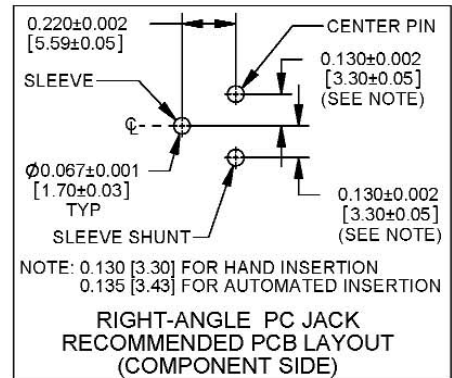 0.220±0.002
[5.59±0.05]
CENTER PIN
0.130±0.002
[3.30±0.05]
(SEE NOTE)
SLEEVE
℄
Ø0.067±0.001
[1.70±0.03]
TYP
0.130±0.002
[3.30±0.05]
(SEE NOTE)
SLEEVE SHUNT
NOTE: 0.130 [3.30] FOR HAND INSERTION
0.135 [3.43] FOR AUTOMATED INSERTION
RIGHT-ANGLE PC JACK
RECOMMENDED PCB LAYOUT
(COMPONENT SIDE)